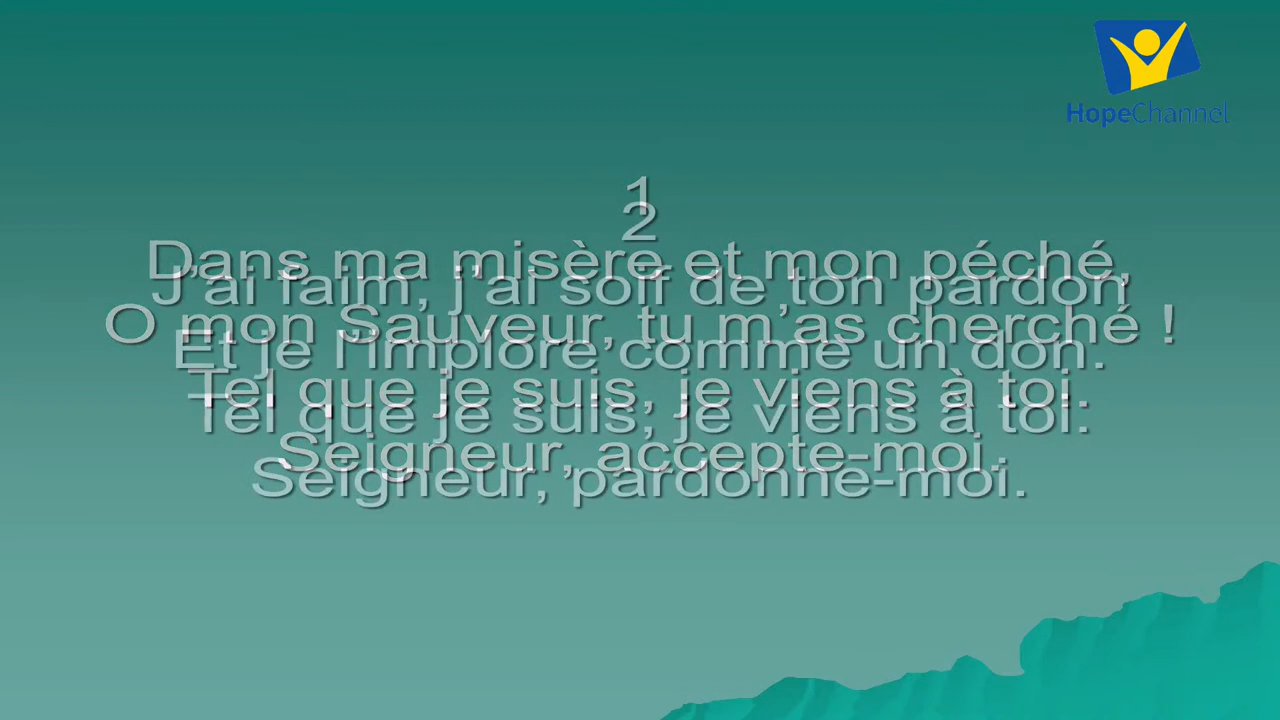 HopeChannel
1
Dans ma misère et mon péché,
O mon Sauveur, tu m'as cherché !
Tel que je suis, je viens à toi.
Seigneur, accepte-moi.
2
J'ai faim, j'ai soif de ton pardon
Et je l'implore comme un don.
Tel que je suis, je viens à toi:
Seigneur, pardonne-moi.